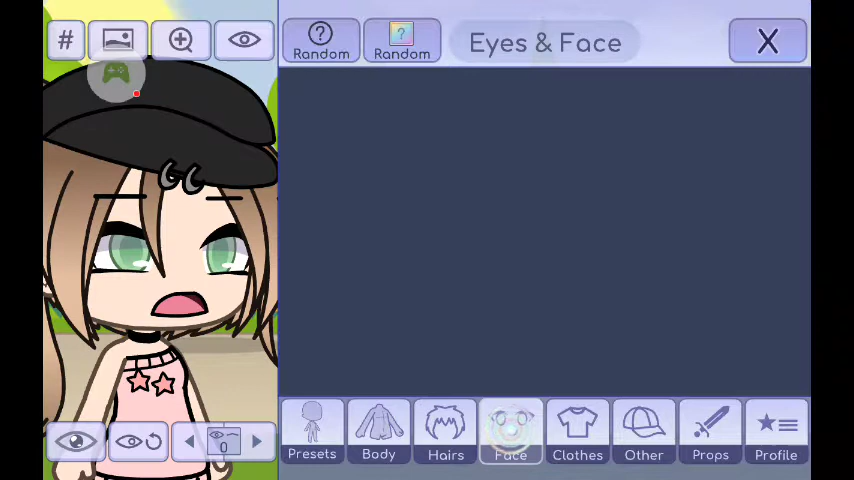 #
?
Random
?
Random
Eyes & Face
X
0
Presets
Body
Hairs
Face
Clothes
Other
Props
Profile